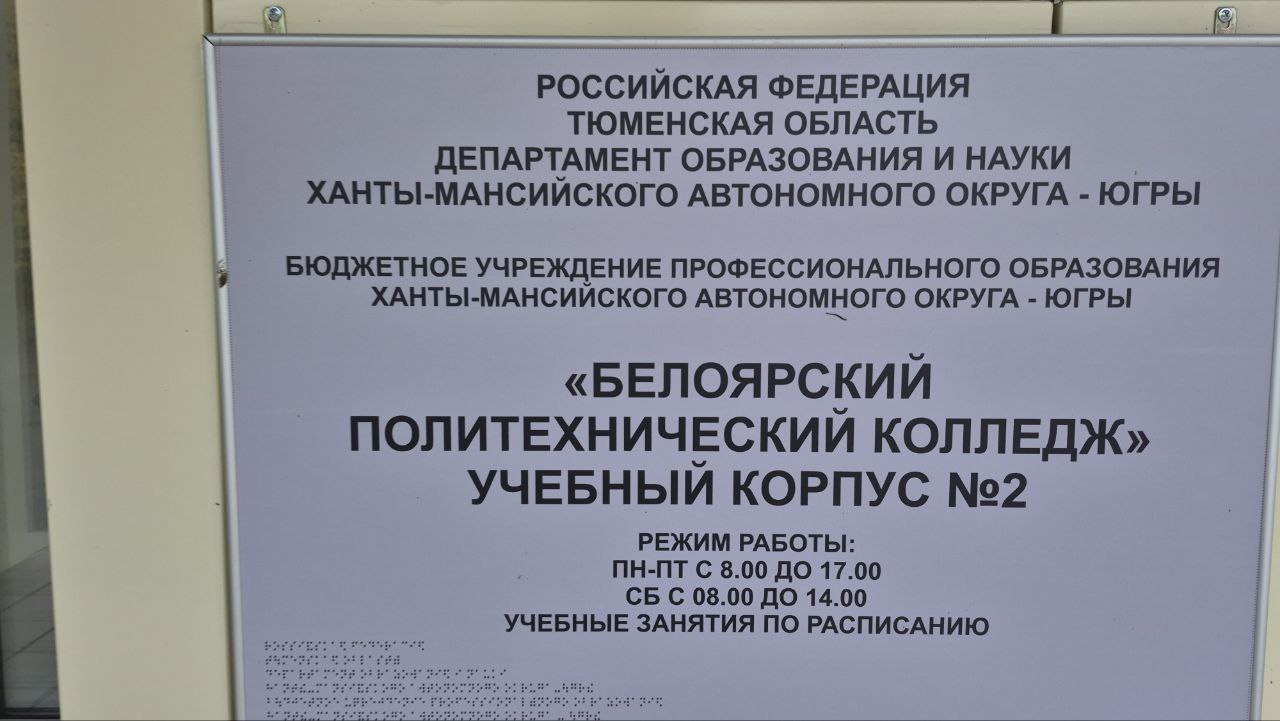 РОССИЙСКАЯ ФЕДЕРАЦИЯ
ТЮМЕНСКАЯ ОБЛАСТЬ
ДЕПАРТАМЕНТ ОБРАЗОВАНИЯ И НАУКИ
ХАНТЫ-МАНСИЙСКОГО АВТОНОМНОГО ОКРУГА - ЮГРЫ
БЮДЖЕТНОЕ УЧРЕЖДЕНИЕ ПРОФЕССИОНАЛЬНОГО ОБРАЗОВАНИЯ
ХАНТЫ-МАНСИЙСКОГО АВТОНОМНОГО ОКРУГА - ЮГРЫ
«БЕЛОЯРСКИЙ
ПОЛИТЕХНИЧЕСКИЙ КОЛЛЕДЖ»
УЧЕБНЫЙ КОРПУС №2
РЕЖИМ РАБОТЫ:
ПН-ПТ С 8.00 ДО 17.00
СБ С 08.00 ДО 14.00
УЧЕБНЫЕ ЗАНЯТИЯ ПО РАСПИСАНИЮ